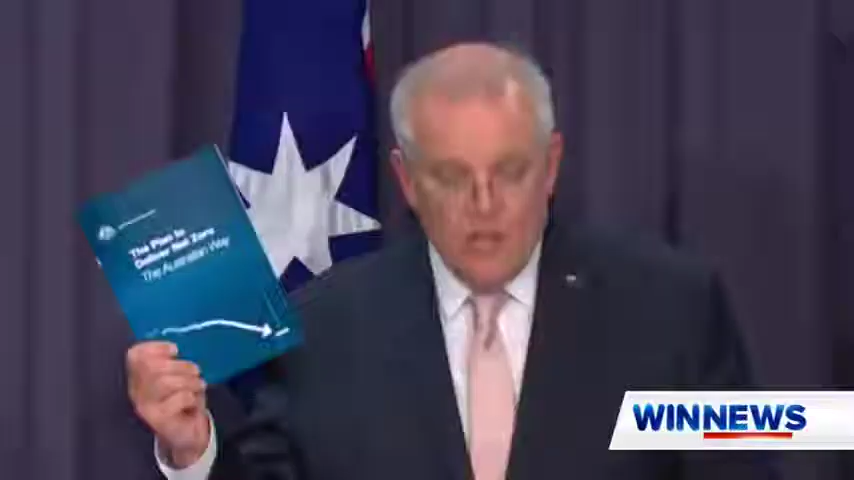 The Plan to
Deliver Net Zero
The Australian Way
WINNEWS